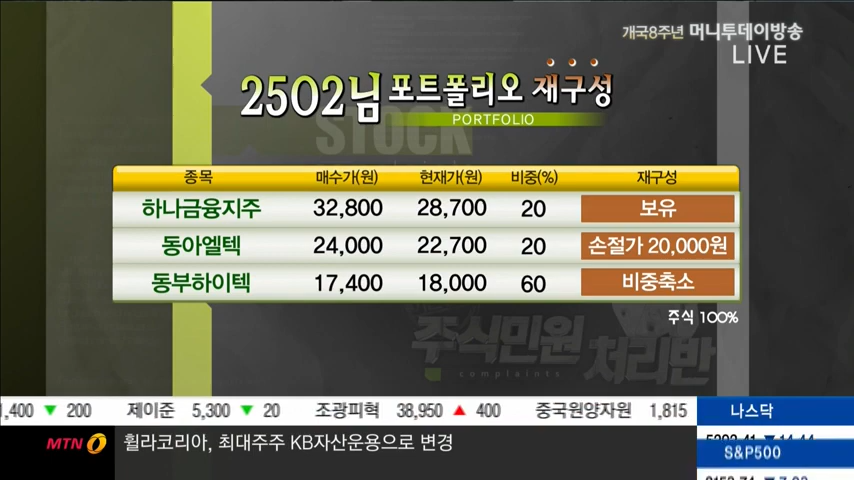 개국8주년 머니투데이방송
LIVE
2502님 포트폴리오 재구성
PORTFOLIO
STOCK
종목 매수가(원) 현재가(원) 비중(%) 재구성
하나금융지주 32,800 28,700 20 보유
동아엘텍 24,000 22,700 20 손절가 20,000원
동부하이텍 17,400 18,000 60 비중축소
주식 100%
주식민원 처리반
complaints
1,400 ▼ 200 제이준 5,300 ▼ 20 조광피혁 38,950 ▲ 400 중국원양자원 1,815
나스닥
MTN 휠라코리아, 최대주주 KB자산운용으로 변경
S&P500